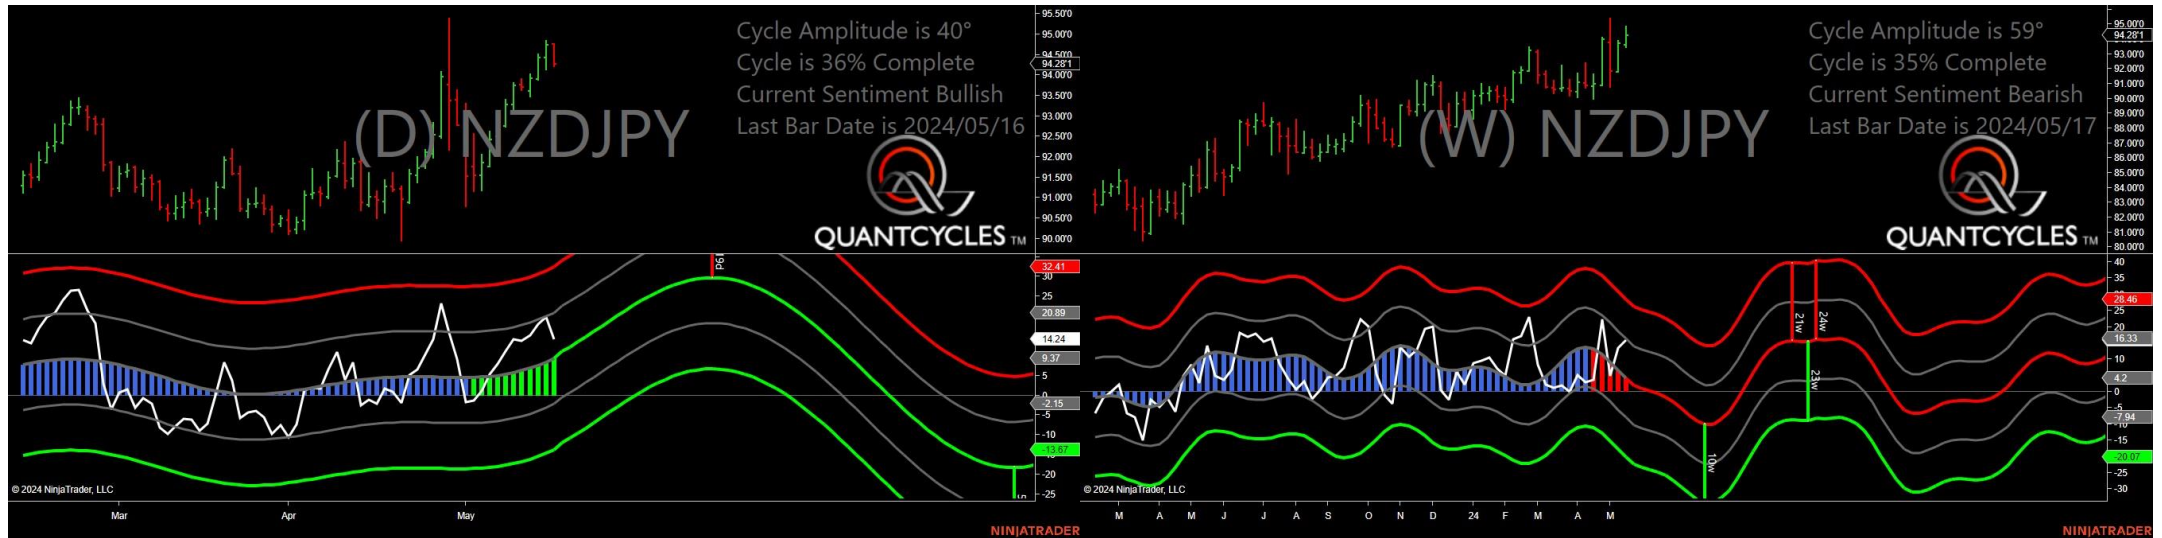 Cycle Amplitude is 40°
Cycle is 36% Complete
Current Sentiment Bullish
Last Bar Date is 2024/05/16
(D) NZDJPY
QUANTCYCLES TM
95.50'0
95.00'0
94.50'0
94.28'1
94.00'0
93.50'0
93.00'0
92.50'0
92.00'0
91.50'0
91.00'0
90.50'0
90.00'0
19d
32.41
30
25
20.89
14.24
9.37
5
0
-2.15
-5
-10
-13.67
-20
-25
© 2024 NinjaTrader, LLC
Mar Apr May
NINJATRADER
Cycle Amplitude is 59°
Cycle is 35% Complete
Current Sentiment Bearish
Last Bar Date is 2024/05/17
(W) NZDJPY
QUANTCYCLES TM
95.00'0
94.28'1
93.00'0
92.00'0
91.00'0
90.00'0
89.00'0
88.00'0
87.00'0
86.00'0
85.00'0
84.00'0
83.00'0
82.00'0
81.00'0
80.00'0
21w
24w
23w
10w
40
35
28.46
25
20
16.33
10
4.2
0
-5
-7.94
-10
-15
-20.07
-25
-30
© 2024 NinjaTrader, LLC
M A M J J A S O N D 24 F M A M
NINJATRADER